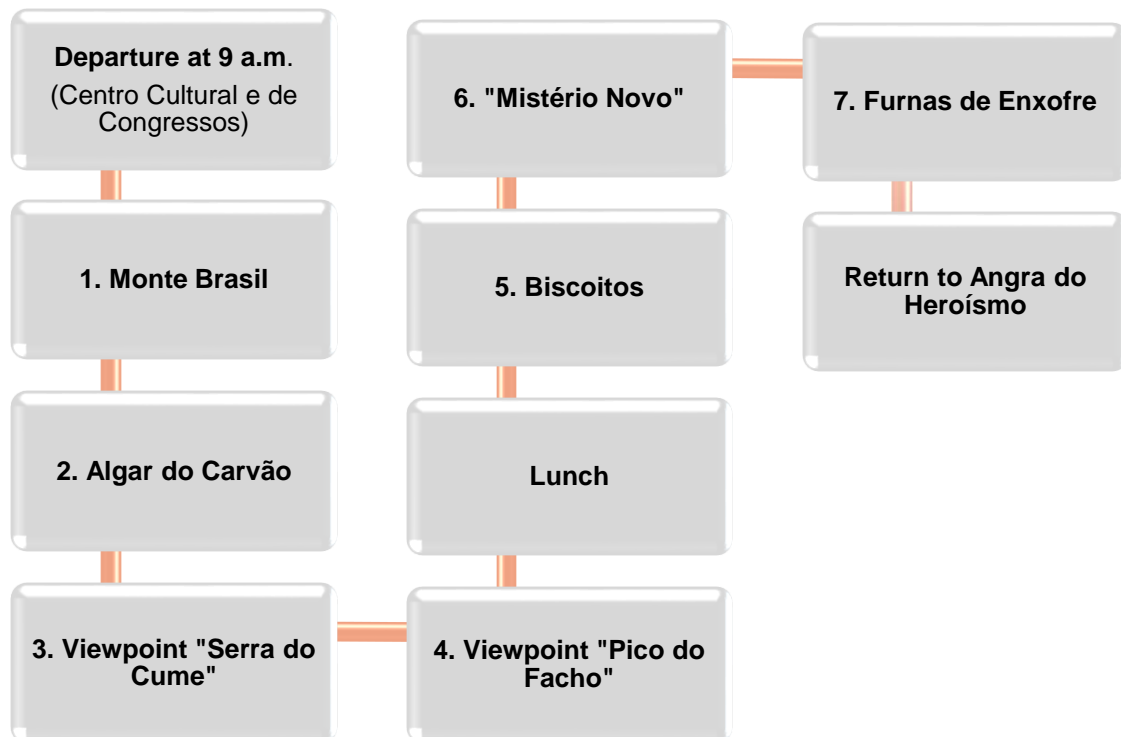 Departure at 9 a.m.
(Centro Cultural e de
Congressos)
1. Monte Brasil
2. Algar do Carvão
3. Viewpoint "Serra do
Cume"
4. Viewpoint "Pico do
Facho"
Lunch
5. Biscoitos
6. "Mistério Novo"
7. Furnas de Enxofre
Return to Angra do
Heroísmo